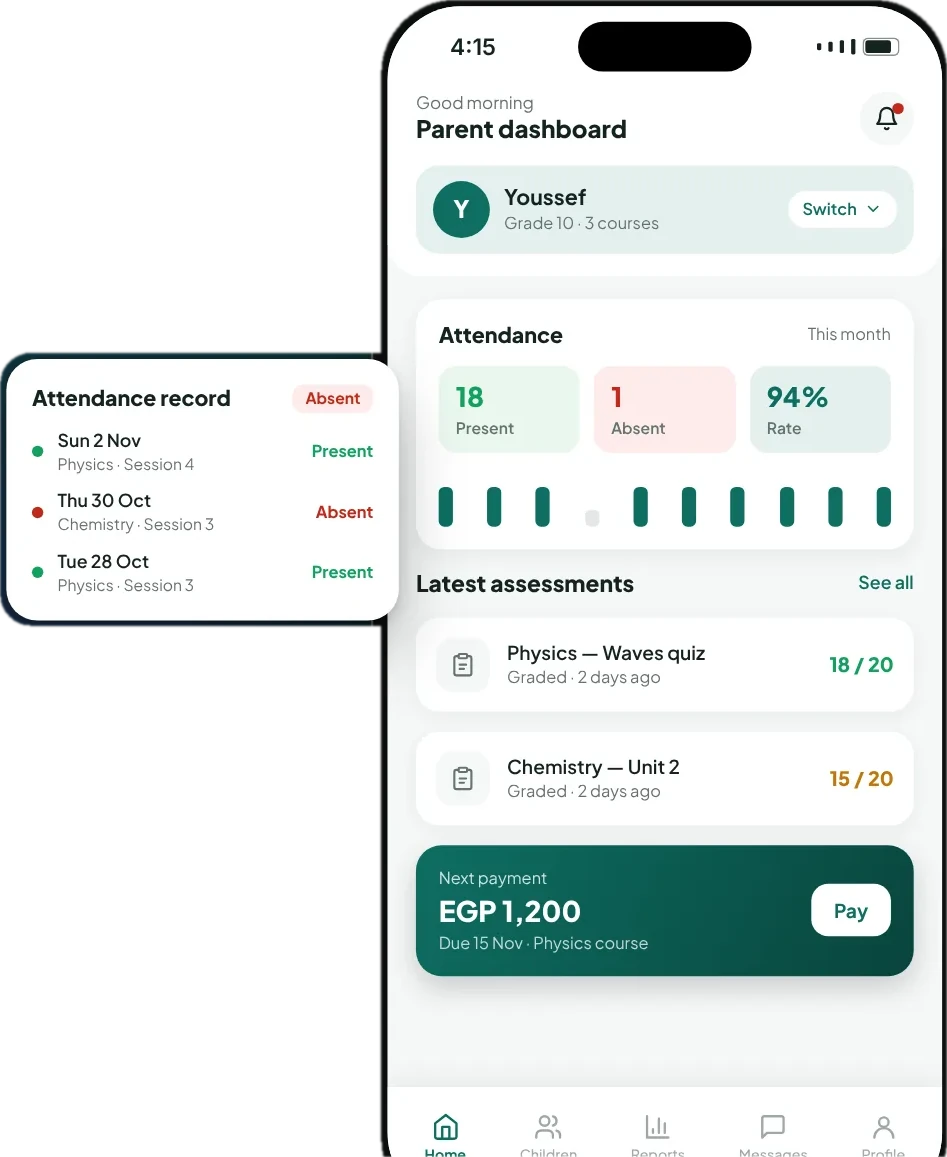 4:15
Good morning
Parent dashboard
Y
Youssef
Grade 10 · 3 courses
Switch
Attendance
This month
18
Present
1
Absent
94%
Rate
Attendance record
Absent
Sun 2 Nov
Physics · Session 4
Present
Thu 30 Oct
Chemistry · Session 3
Absent
Tue 28 Oct
Physics · Session 3
Present
Latest assessments
See all
Physics — Waves quiz
Graded · 2 days ago
18 / 20
Chemistry — Unit 2
Graded · 2 days ago
15 / 20
Next payment
EGP 1,200
Due 15 Nov · Physics course
Pay
Home
Children
Reports
Messages
Profile